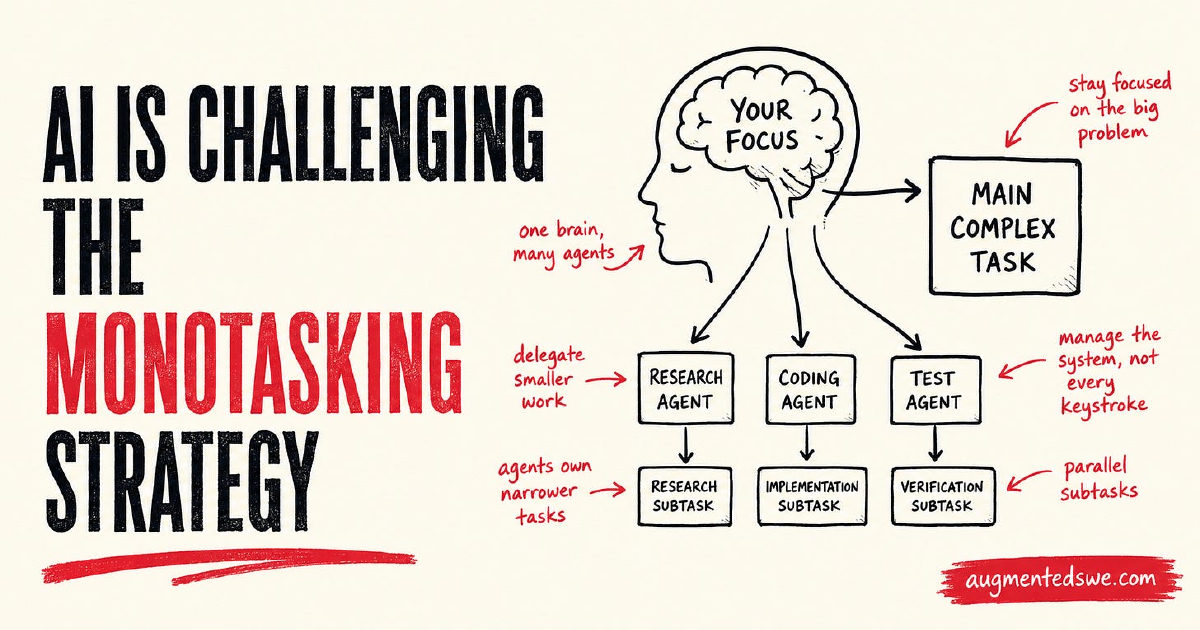 AI IS CHALLENGING
THE
MONOTASKING
STRATEGY
YOUR
FOCUS
stay focused
on the big
problem
MAIN
COMPLEX
TASK
one brain,
many agents
delegate
smaller
work
RESEARCH
AGENT
CODING
AGENT
TEST
AGENT
manage the
system, not
every
keystroke
agents own
narrower
tasks
RESEARCH
SUBTASK
IMPLEMENTATION
SUBTASK
VERIFICATION
SUBTASK
parallel
subtasks
augmentedswe.com